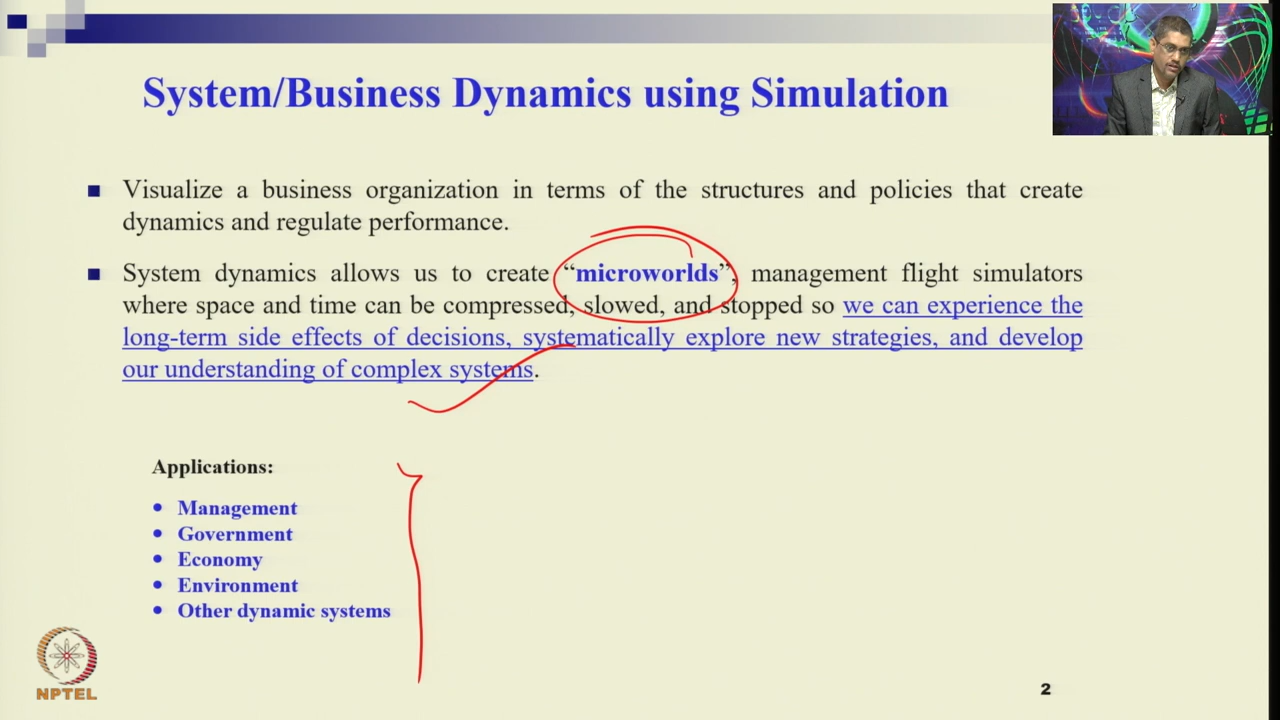 System/Business Dynamics using Simulation
Visualize a business organization in terms of the structures and policies that create
dynamics and regulate performance.
System dynamics allows us to create “microworlds”, management flight simulators
where space and time can be compressed, slowed, and stopped so we can experience the
long-term side effects of decisions, systematically explore new strategies, and develop
our understanding of complex systems.
Applications:
• Management
• Government
• Economy
• Environment
• Other dynamic systems
NPTEL
2